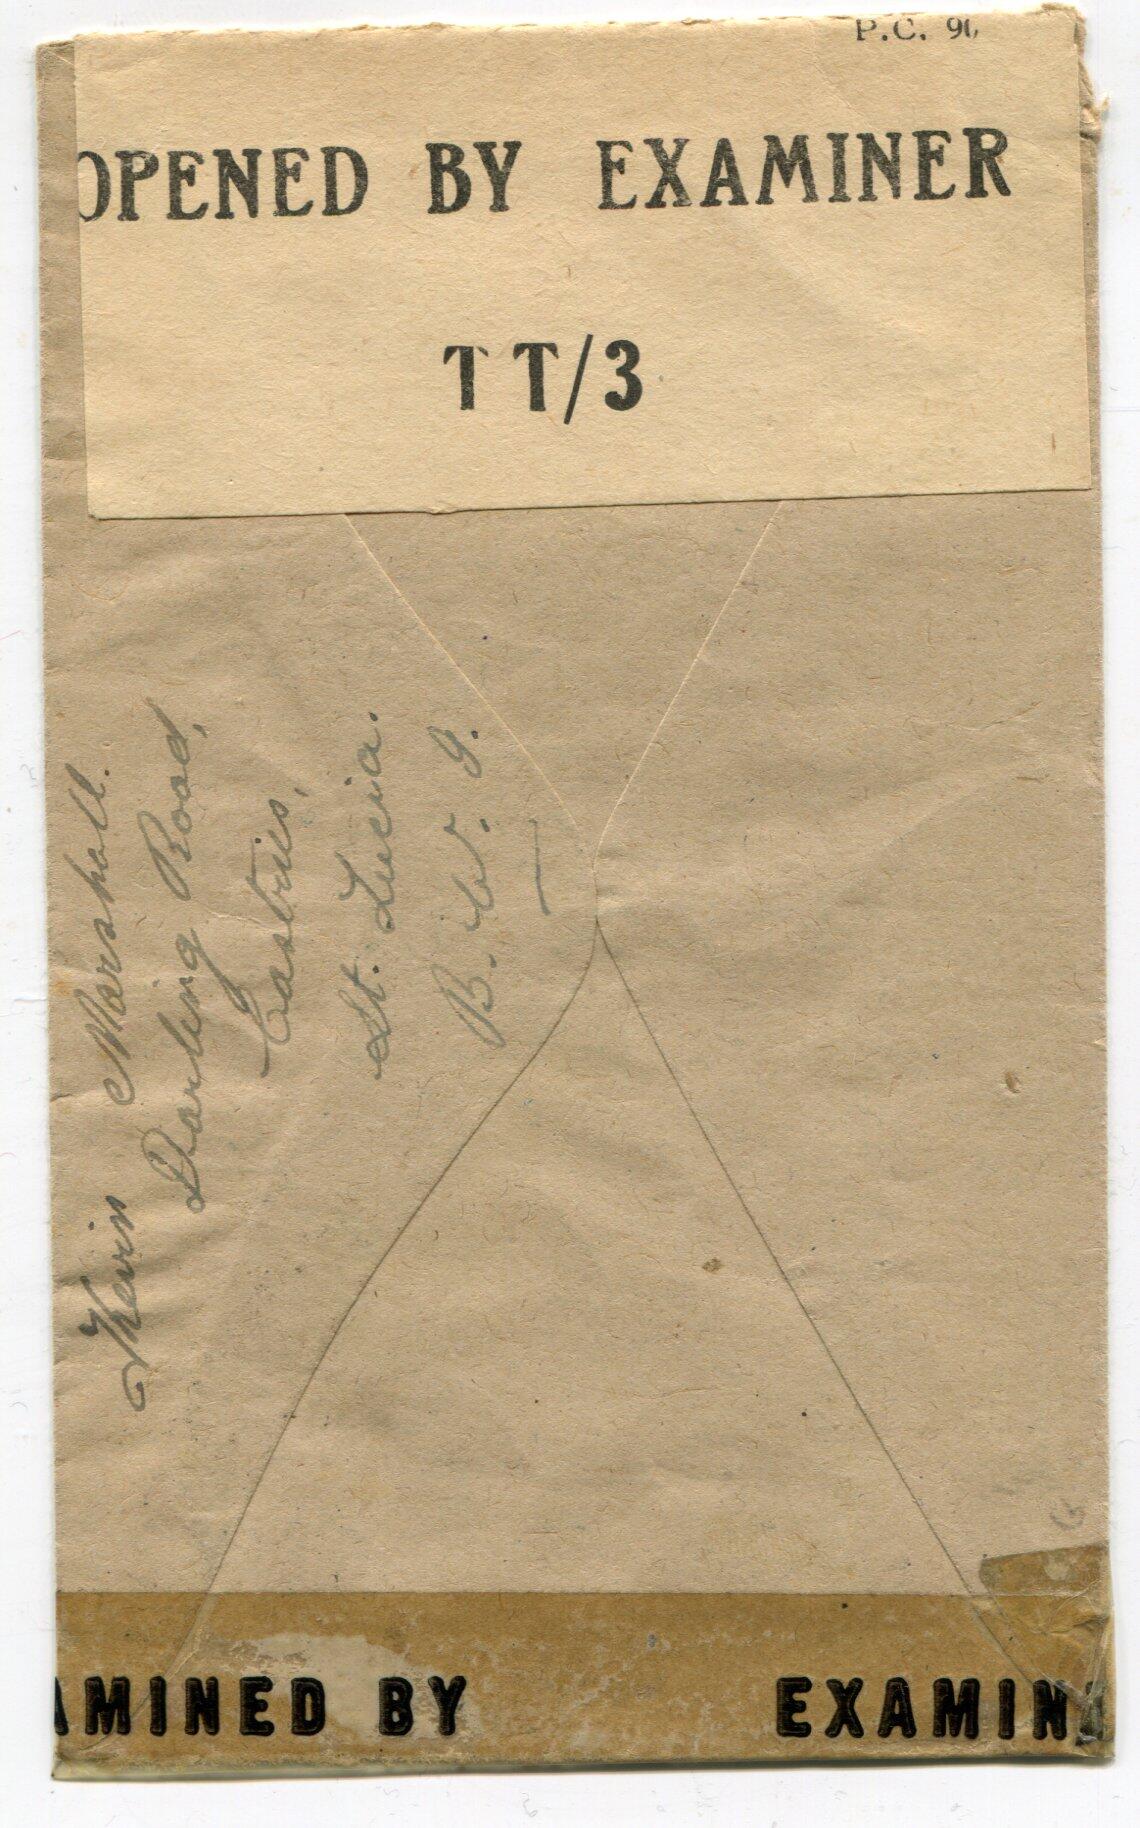 P.C. 90
OPENED BY EXAMINER
TT/3
Kevin Marshall.
Darling Road,
Castries,
St. Lucia.
B. W. I.
AMINED BY EXAMIN